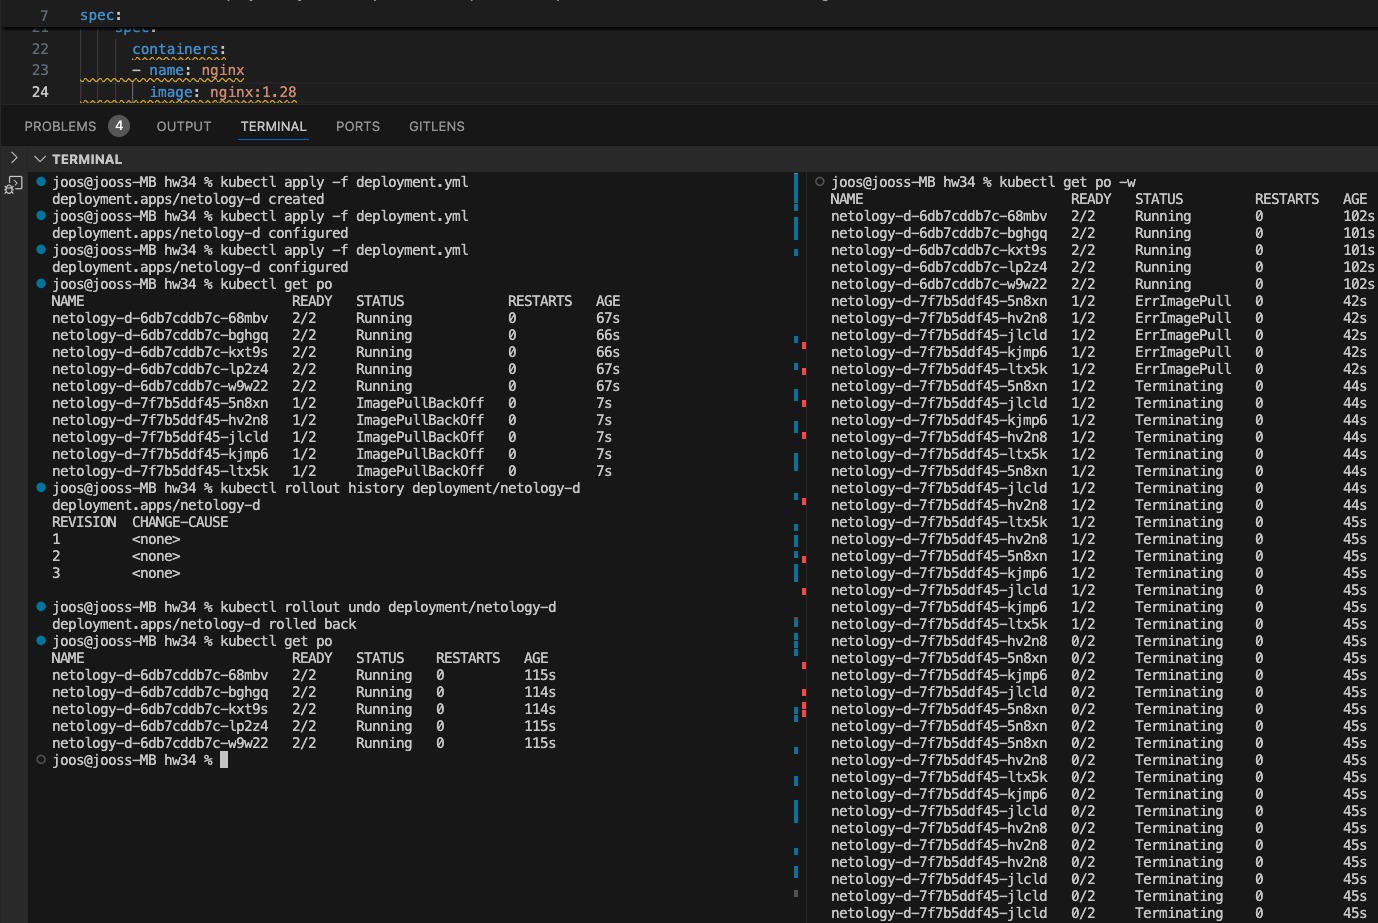 7 spec:
21 spec:
22 containers:
23 - name: nginx
24 image: nginx:1.28
PROBLEMS 4 OUTPUT TERMINAL PORTS GITLENS
TERMINAL
joos@jooss-MB hw34 % kubectl apply -f deployment.yml
deployment.apps/netology-d created
joos@jooss-MB hw34 % kubectl apply -f deployment.yml
deployment.apps/netology-d configured
joos@jooss-MB hw34 % kubectl apply -f deployment.yml
deployment.apps/netology-d configured
joos@jooss-MB hw34 % kubectl get po
NAME READY STATUS RESTARTS AGE
netology-d-6db7cddb7c-68mbv 2/2 Running 0 67s
netology-d-6db7cddb7c-bghgq 2/2 Running 0 66s
netology-d-6db7cddb7c-kxt9s 2/2 Running 0 66s
netology-d-6db7cddb7c-lp2z4 2/2 Running 0 67s
netology-d-6db7cddb7c-w9w22 2/2 Running 0 67s
netology-d-7f7b5ddf45-5n8xn 1/2 ImagePullBackOff 0 7s
netology-d-7f7b5ddf45-hv2n8 1/2 ImagePullBackOff 0 7s
netology-d-7f7b5ddf45-jlcld 1/2 ImagePullBackOff 0 7s
netology-d-7f7b5ddf45-kjmp6 1/2 ImagePullBackOff 0 7s
netology-d-7f7b5ddf45-ltx5k 1/2 ImagePullBackOff 0 7s
joos@jooss-MB hw34 % kubectl rollout history deployment/netology-d
deployment.apps/netology-d
REVISION CHANGE-CAUSE
1 <none>
2 <none>
3 <none>
joos@jooss-MB hw34 % kubectl rollout undo deployment/netology-d
deployment.apps/netology-d rolled back
joos@jooss-MB hw34 % kubectl get po
NAME READY STATUS RESTARTS AGE
netology-d-6db7cddb7c-68mbv 2/2 Running 0 115s
netology-d-6db7cddb7c-bghgq 2/2 Running 0 114s
netology-d-6db7cddb7c-kxt9s 2/2 Running 0 114s
netology-d-6db7cddb7c-lp2z4 2/2 Running 0 115s
netology-d-6db7cddb7c-w9w22 2/2 Running 0 115s
joos@jooss-MB hw34 %
joos@jooss-MB hw34 % kubectl get po -w
NAME READY STATUS RESTARTS AGE
netology-d-6db7cddb7c-68mbv 2/2 Running 0 102s
netology-d-6db7cddb7c-bghgq 2/2 Running 0 101s
netology-d-6db7cddb7c-kxt9s 2/2 Running 0 101s
netology-d-6db7cddb7c-lp2z4 2/2 Running 0 102s
netology-d-6db7cddb7c-w9w22 2/2 Running 0 102s
netology-d-7f7b5ddf45-5n8xn 1/2 ErrImagePull 0 42s
netology-d-7f7b5ddf45-hv2n8 1/2 ErrImagePull 0 42s
netology-d-7f7b5ddf45-jlcld 1/2 ErrImagePull 0 42s
netology-d-7f7b5ddf45-kjmp6 1/2 ErrImagePull 0 42s
netology-d-7f7b5ddf45-ltx5k 1/2 ErrImagePull 0 42s
netology-d-7f7b5ddf45-5n8xn 1/2 Terminating 0 44s
netology-d-7f7b5ddf45-jlcld 1/2 Terminating 0 44s
netology-d-7f7b5ddf45-kjmp6 1/2 Terminating 0 44s
netology-d-7f7b5ddf45-hv2n8 1/2 Terminating 0 44s
netology-d-7f7b5ddf45-ltx5k 1/2 Terminating 0 44s
netology-d-7f7b5ddf45-5n8xn 1/2 Terminating 0 44s
netology-d-7f7b5ddf45-jlcld 1/2 Terminating 0 44s
netology-d-7f7b5ddf45-hv2n8 1/2 Terminating 0 44s
netology-d-7f7b5ddf45-ltx5k 1/2 Terminating 0 45s
netology-d-7f7b5ddf45-hv2n8 1/2 Terminating 0 45s
netology-d-7f7b5ddf45-5n8xn 1/2 Terminating 0 45s
netology-d-7f7b5ddf45-kjmp6 1/2 Terminating 0 45s
netology-d-7f7b5ddf45-jlcld 1/2 Terminating 0 45s
netology-d-7f7b5ddf45-kjmp6 1/2 Terminating 0 45s
netology-d-7f7b5ddf45-ltx5k 1/2 Terminating 0 45s
netology-d-7f7b5ddf45-hv2n8 0/2 Terminating 0 45s
netology-d-7f7b5ddf45-5n8xn 0/2 Terminating 0 45s
netology-d-7f7b5ddf45-kjmp6 0/2 Terminating 0 45s
netology-d-7f7b5ddf45-jlcld 0/2 Terminating 0 45s
netology-d-7f7b5ddf45-5n8xn 0/2 Terminating 0 45s
netology-d-7f7b5ddf45-5n8xn 0/2 Terminating 0 45s
netology-d-7f7b5ddf45-5n8xn 0/2 Terminating 0 45s
netology-d-7f7b5ddf45-hv2n8 0/2 Terminating 0 45s
netology-d-7f7b5ddf45-ltx5k 0/2 Terminating 0 45s
netology-d-7f7b5ddf45-kjmp6 0/2 Terminating 0 45s
netology-d-7f7b5ddf45-jlcld 0/2 Terminating 0 45s
netology-d-7f7b5ddf45-hv2n8 0/2 Terminating 0 45s
netology-d-7f7b5ddf45-hv2n8 0/2 Terminating 0 45s
netology-d-7f7b5ddf45-hv2n8 0/2 Terminating 0 45s
netology-d-7f7b5ddf45-jlcld 0/2 Terminating 0 45s
netology-d-7f7b5ddf45-jlcld 0/2 Terminating 0 45s
netology-d-7f7b5ddf45-jlcld 0/2 Terminating 0 45s